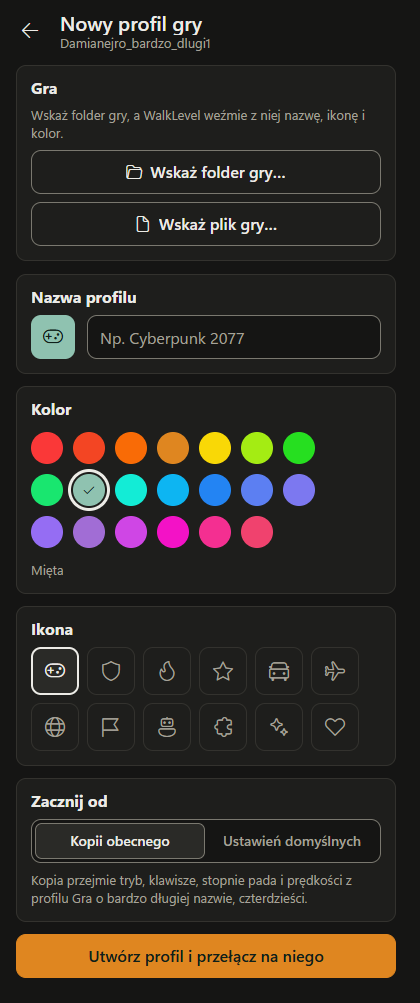 Nowy profil gry
Damianejro_bardzo_dlugi1
Gra
Wskaż folder gry, a WalkLevel weźmie z niej nazwę, ikonę i
kolor.
Wskaż folder gry...
Wskaż plik gry...
Nazwa profilu
Np. Cyberpunk 2077
Kolor
Mięta
Ikona
Zacznij od
Kopii obecnego
Ustawień domyślnych
Kopia przejmie tryb, klawisze, stopnie pada i prędkości z
profilu Gra o bardzo długiej nazwie, czterdzieści.
Utwórz profil i przełącz na niego